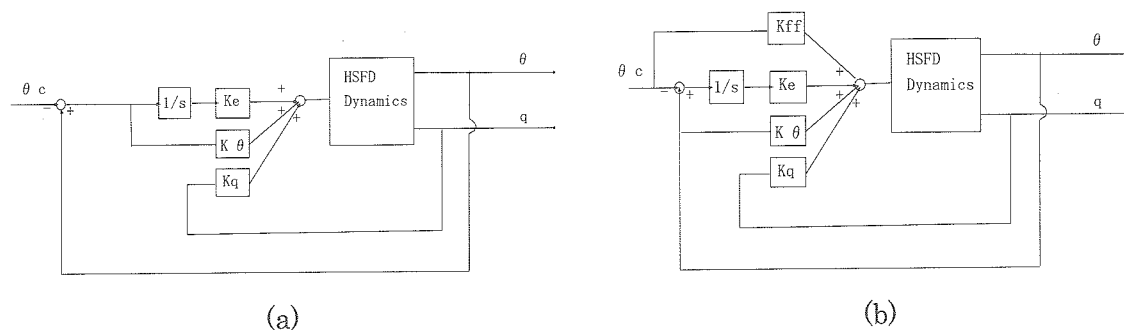 HSFD
Dynamics
θ
q
θ c
1/s
Ke
K θ
Kq
+
+
+
−
+
(a)
Kff
HSFD
Dynamics
θ
q
θ c
1/s
Ke
K θ
Kq
+
+
+
−
+
(b)